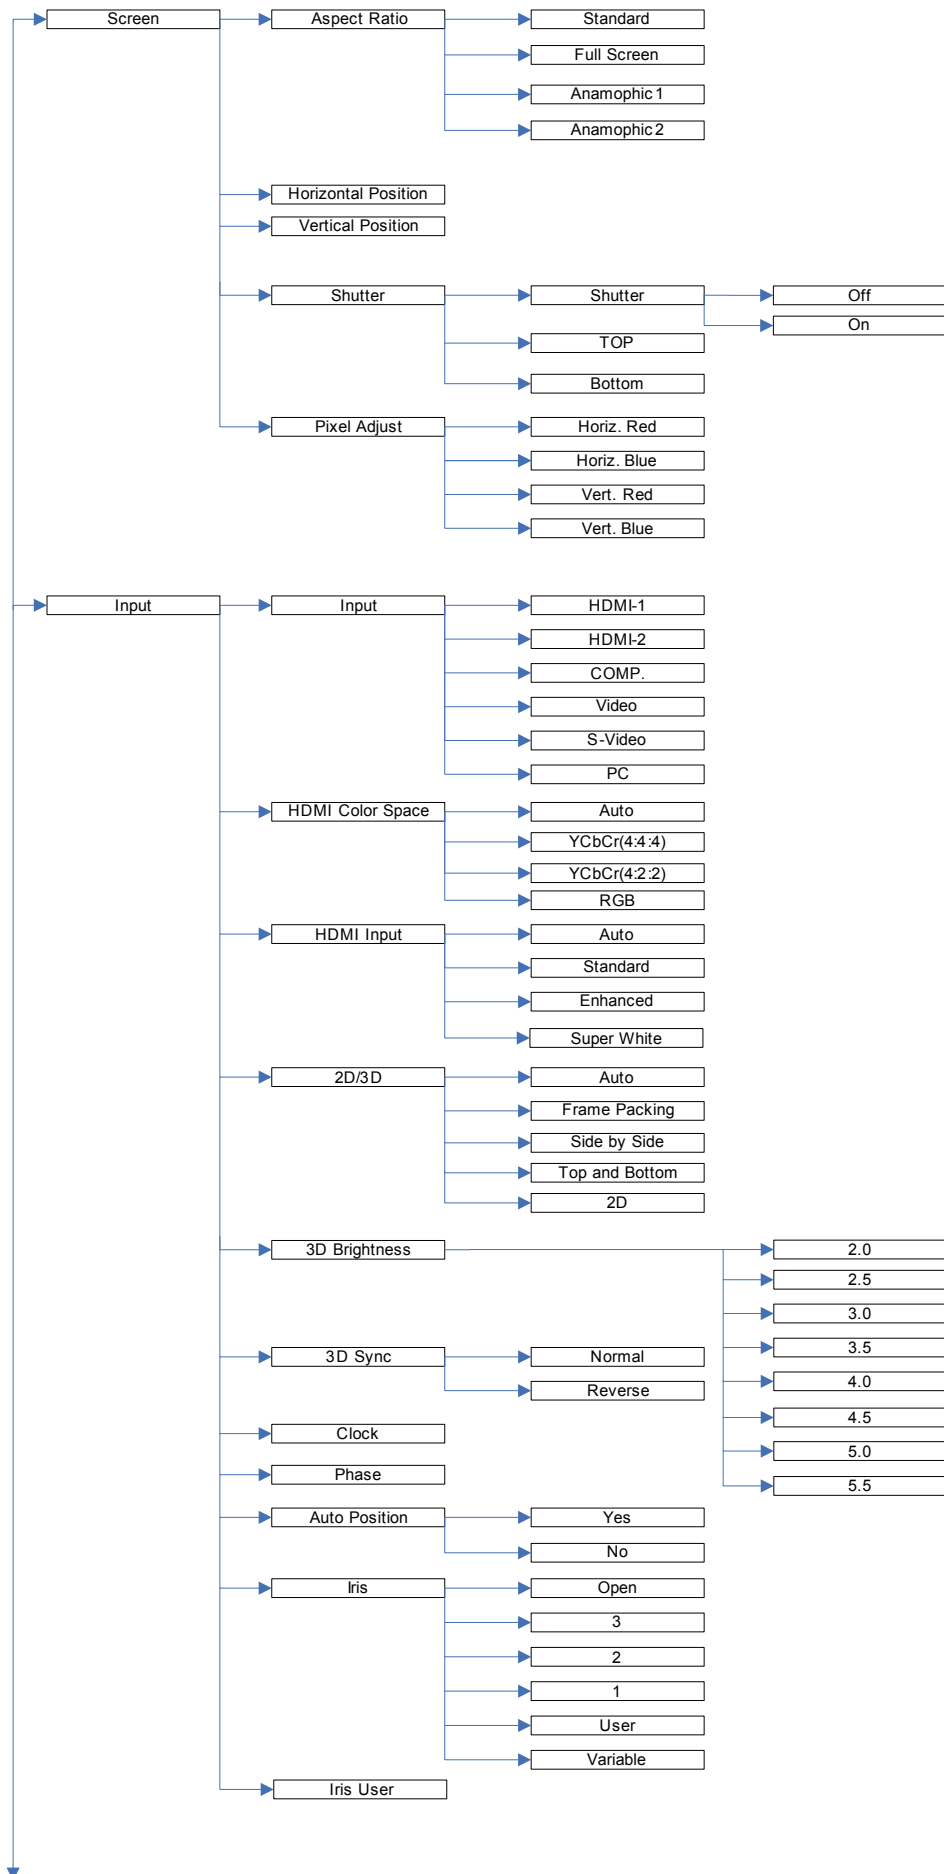 Screen
Aspect Ratio
Standard
Full Screen
Anamophic 1
Anamophic 2
Horizontal Position
Vertical Position
Shutter
Shutter
Off
On
TOP
Bottom
Pixel Adjust
Horiz. Red
Horiz. Blue
Vert. Red
Vert. Blue
Input
Input
HDMI-1
HDMI-2
COMP.
Video
S-Video
PC
HDMI Color Space
Auto
YCbCr(4:4:4)
YCbCr(4:2:2)
RGB
HDMI Input
Auto
Standard
Enhanced
Super White
2D/3D
Auto
Frame Packing
Side by Side
Top and Bottom
2D
3D Brightness
2.0
2.5
3.0
3.5
4.0
4.5
5.0
5.5
3D Sync
Normal
Reverse
Clock
Phase
Auto Position
Yes
No
Iris
Open
3
2
1
User
Variable
Iris User